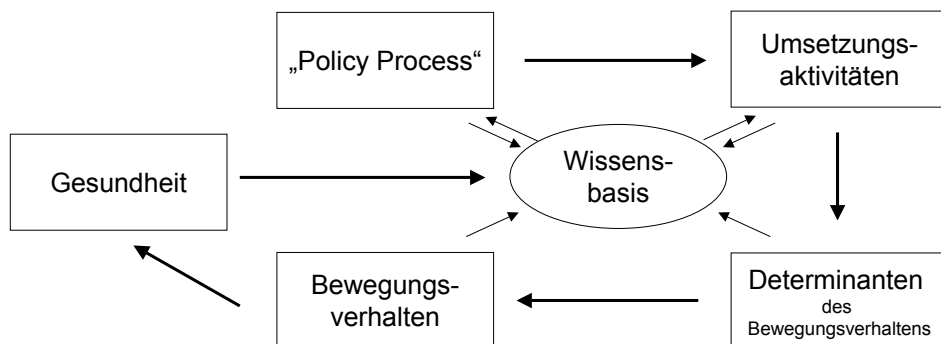 „Policy Process“
Umsetzungs-
aktivitäten
Gesundheit
Wissens-
basis
Bewegungs-
verhalten
Determinanten
des
Bewegungsverhaltens